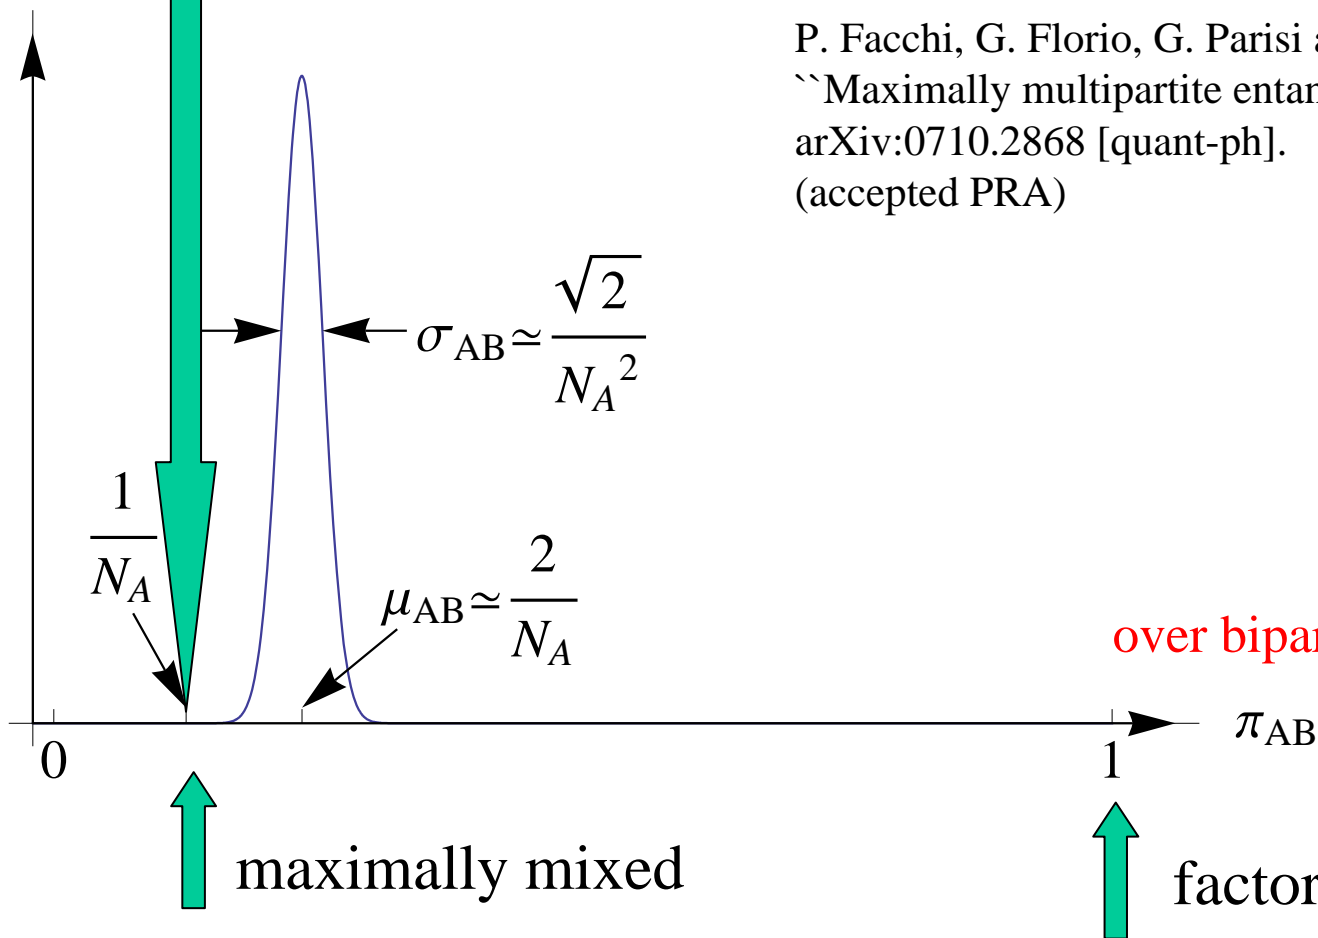 P. Facchi, G. Florio, G. Parisi
``Maximally multipartite
arXiv:0710.2868 [quant-ph].
(accepted PRA)
σ_AB ≃ √2 / N_A^2
1 / N_A
μ_AB ≃ 2 / N_A
over
π_AB
0
1
maximally mixed